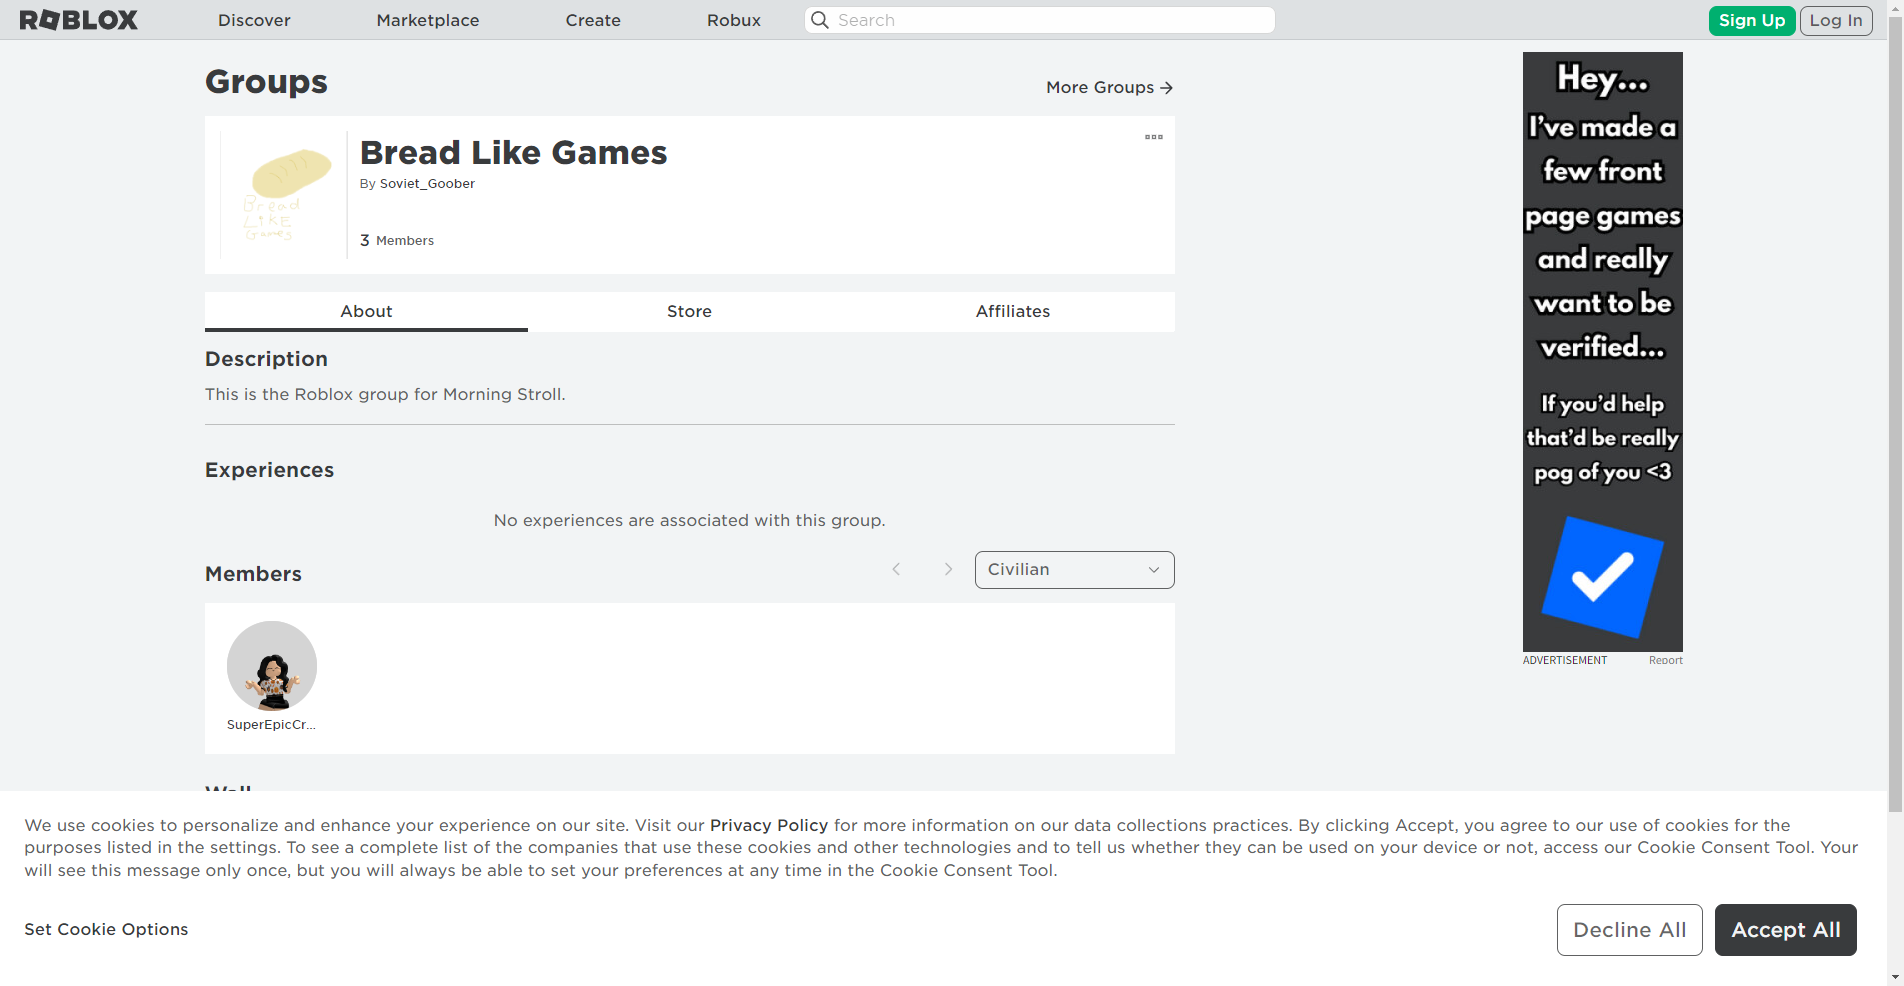 ROBLOX
Discover
Marketplace
Create
Robux
Search
Sign Up
Log In
Groups
More Groups →
Bread
LIKE
Games
Bread Like Games
By Soviet_Goober
3 Members
About
Store
Affiliates
Description
This is the Roblox group for Morning Stroll.
Experiences
No experiences are associated with this group.
Members
Civilian
SuperEpicCr...
Hey...
I've made a
few front
page games
and really
want to be
verified...
If you'd help
that'd be really
pog of you <3
ADVERTISEMENT
Report
We use cookies to personalize and enhance your experience on our site. Visit our Privacy Policy for more information on our data collections practices. By clicking Accept, you agree to our use of cookies for the
purposes listed in the settings. To see a complete list of the companies that use these cookies and other technologies and to tell us whether they can be used on your device or not, access our Cookie Consent Tool. Your
will see this message only once, but you will always be able to set your preferences at any time in the Cookie Consent Tool.
Set Cookie Options
Decline All
Accept All